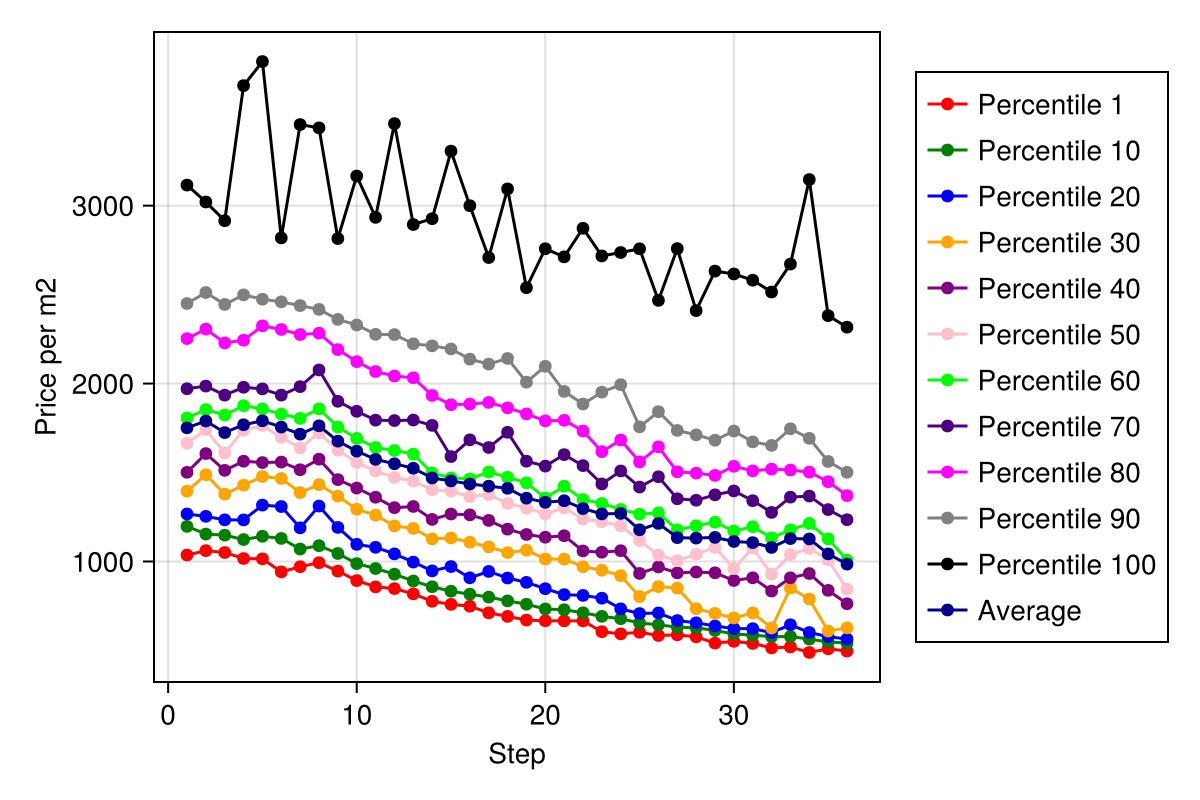 3000
2000
1000
Price per m2
0 10 20 30
Step
Percentile 1
Percentile 10
Percentile 20
Percentile 30
Percentile 40
Percentile 50
Percentile 60
Percentile 70
Percentile 80
Percentile 90
Percentile 100
Average